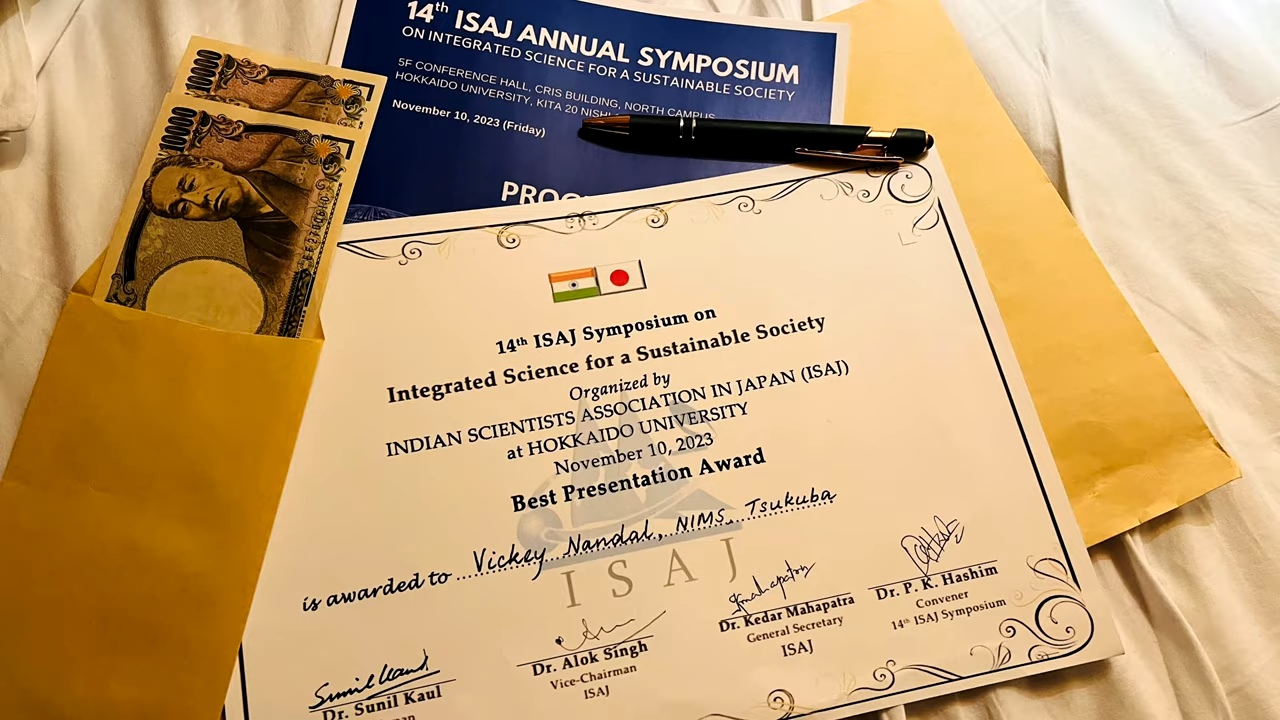 14th ISAJ ANNUAL SYMPOSIUM
ON INTEGRATED SCIENCE FOR A SUSTAINABLE SOCIETY
5F CONFERENCE HALL, CRIS BUILDING, NORTH CAMPUS
HOKKAIDO UNIVERSITY, KITA 20
November 10, 2023 (Friday)
10000
10000
14th ISAJ Symposium on
Integrated Science for a Sustainable Society
Organized by
INDIAN SCIENTISTS ASSOCIATION IN JAPAN (ISAJ)
at HOKKAIDO UNIVERSITY
November 10, 2023
Best Presentation Award
is awarded to Vickey Nandal, NIMS, Tsukuba
ISAJ
Sunil Kaul
Dr. Sunil Kaul
Dr. Alok Singh
Vice-Chairman
ISAJ
Kmahapatra
Dr. Kedar Mahapatra
General Secretary
ISAJ
Dr. P. K. Hashim
Convener
14th ISAJ Symposium